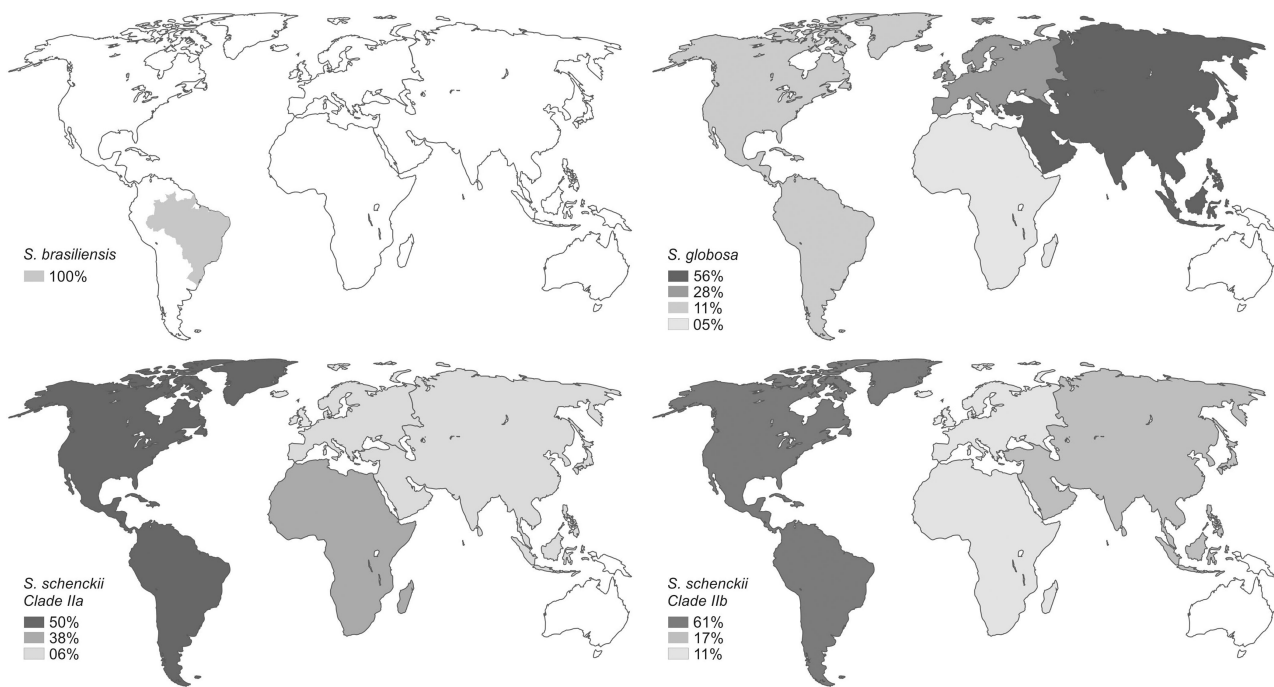 S. brasiliensis
100%
S. globosa
56%
28%
11%
05%
S. schenckii
Clade IIa
50%
38%
06%
S. schenckii
Clade IIb
61%
17%
11%